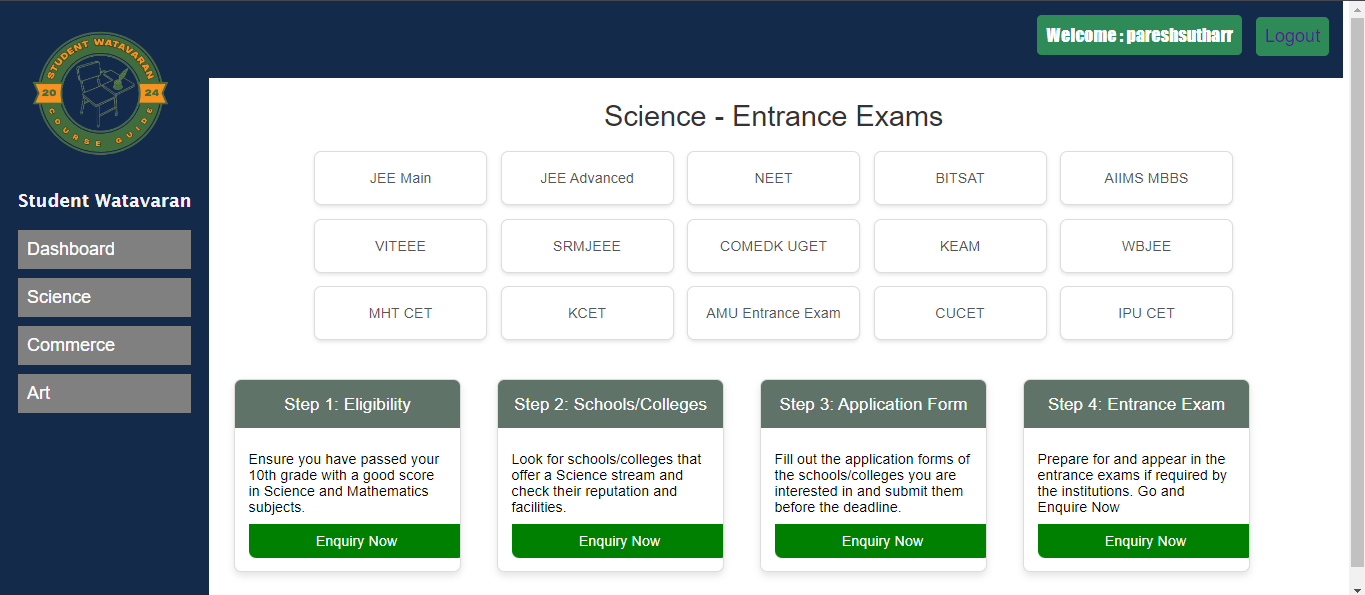 Welcome : pareshsutharr
Logout
STUDENT WATAVARAN
20 24
COURSE GUIDE
Student Watavaran
Dashboard
Science
Commerce
Art
Science - Entrance Exams
JEE Main
JEE Advanced
NEET
BITSAT
AIIMS MBBS
VITEEE
SRMJEEE
COMEDK UGET
KEAM
WBJEE
MHT CET
KCET
AMU Entrance Exam
CUCET
IPU CET
Step 1: Eligibility
Ensure you have passed your
10th grade with a good score
in Science and Mathematics
subjects.
Enquiry Now
Step 2: Schools/Colleges
Look for schools/colleges that
offer a Science stream and
check their reputation and
facilities.
Enquiry Now
Step 3: Application Form
Fill out the application forms of
the schools/colleges you are
interested in and submit them
before the deadline.
Enquiry Now
Step 4: Entrance Exam
Prepare for and appear in the
entrance exams if required by
the institutions. Go and
Enquire Now
Enquiry Now